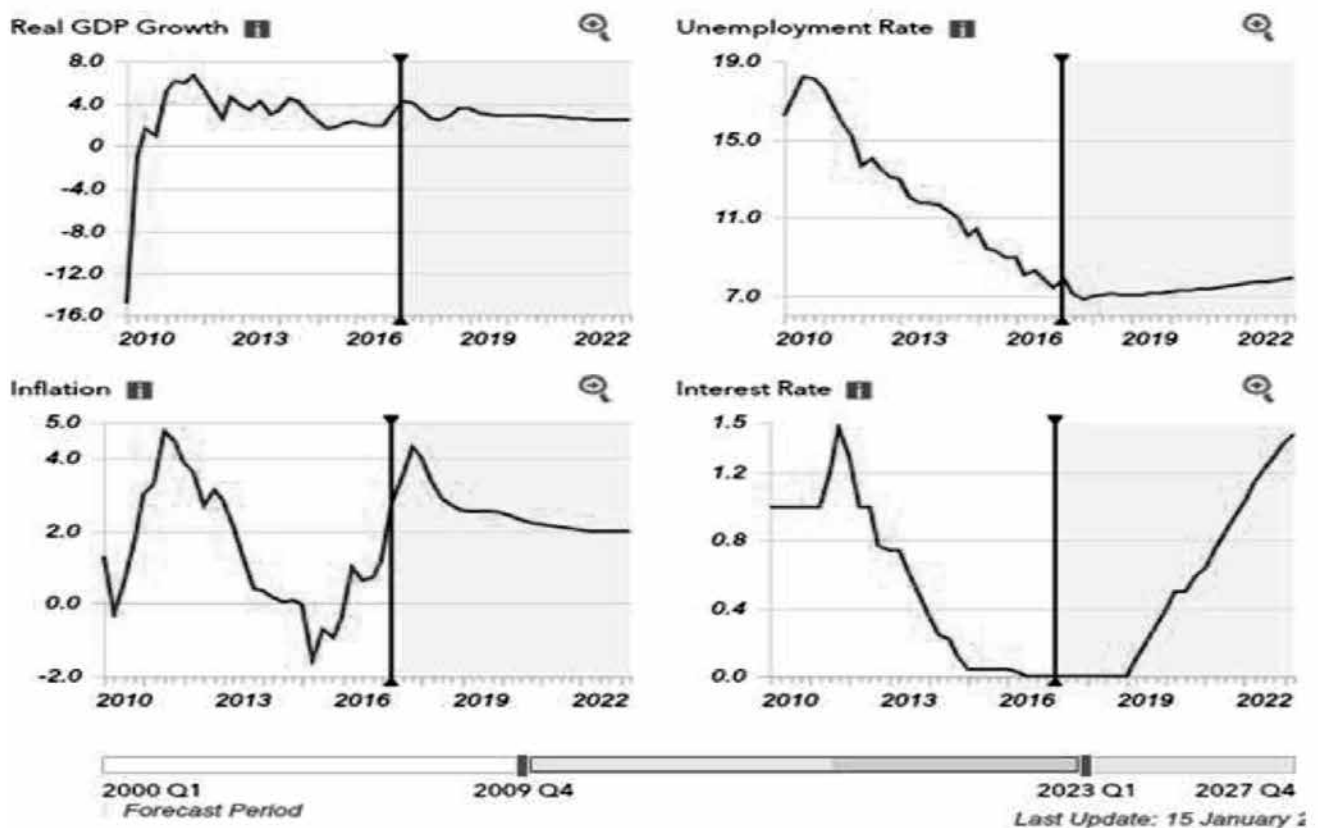 Real GDP Growth i
8.0
4.0
0
-4.0
-8.0
-12.0
-16.0
2010 2013 2016 2019 2022
Unemployment Rate i
19.0
15.0
11.0
7.0
2010 2013 2016 2019 2022
Inflation i
5.0
4.0
2.0
0.0
-2.0
2010 2013 2016 2019 2022
Interest Rate i
1.5
1.2
0.8
0.4
0.0
2010 2013 2016 2019 2022
2000 Q1 2009 Q4 2023 Q1 2027 Q4
Forecast Period
Last Update: 15 January